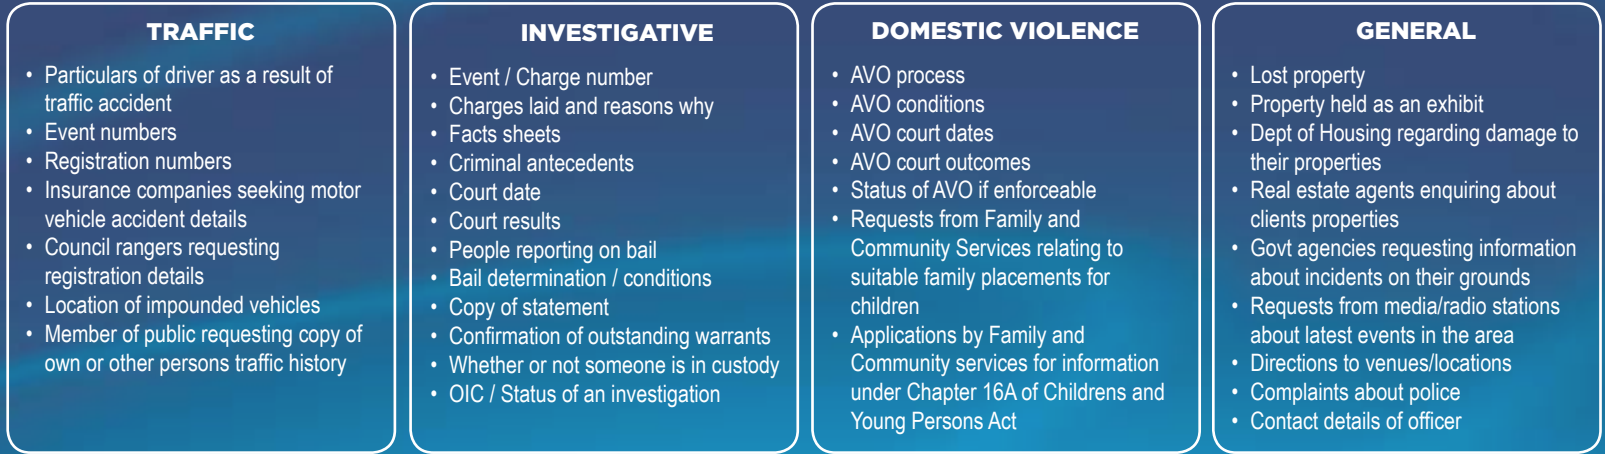 TRAFFIC
• Particulars of driver as a result of
traffic accident
• Event numbers
• Registration numbers
• Insurance companies seeking motor
vehicle accident details
• Council rangers requesting
registration details
• Location of impounded vehicles
• Member of public requesting copy of
own or other persons traffic history
INVESTIGATIVE
• Event / Charge number
• Charges laid and reasons why
• Facts sheets
• Criminal antecedents
• Court date
• Court results
• People reporting on bail
• Bail determination / conditions
• Copy of statement
• Confirmation of outstanding warrants
• Whether or not someone is in custody
• OIC / Status of an investigation
DOMESTIC VIOLENCE
• AVO process
• AVO conditions
• AVO court dates
• AVO court outcomes
• Status of AVO if enforceable
• Requests from Family and
Community Services relating to
suitable family placements for
children
• Applications by Family and
Community services for information
under Chapter 16A of Childrens and
Young Persons Act
GENERAL
• Lost property
• Property held as an exhibit
• Dept of Housing regarding damage to
their properties
• Real estate agents enquiring about
clients properties
• Govt agencies requesting information
about incidents on their grounds
• Requests from media/radio stations
about latest events in the area
• Directions to venues/locations
• Complaints about police
• Contact details of officer